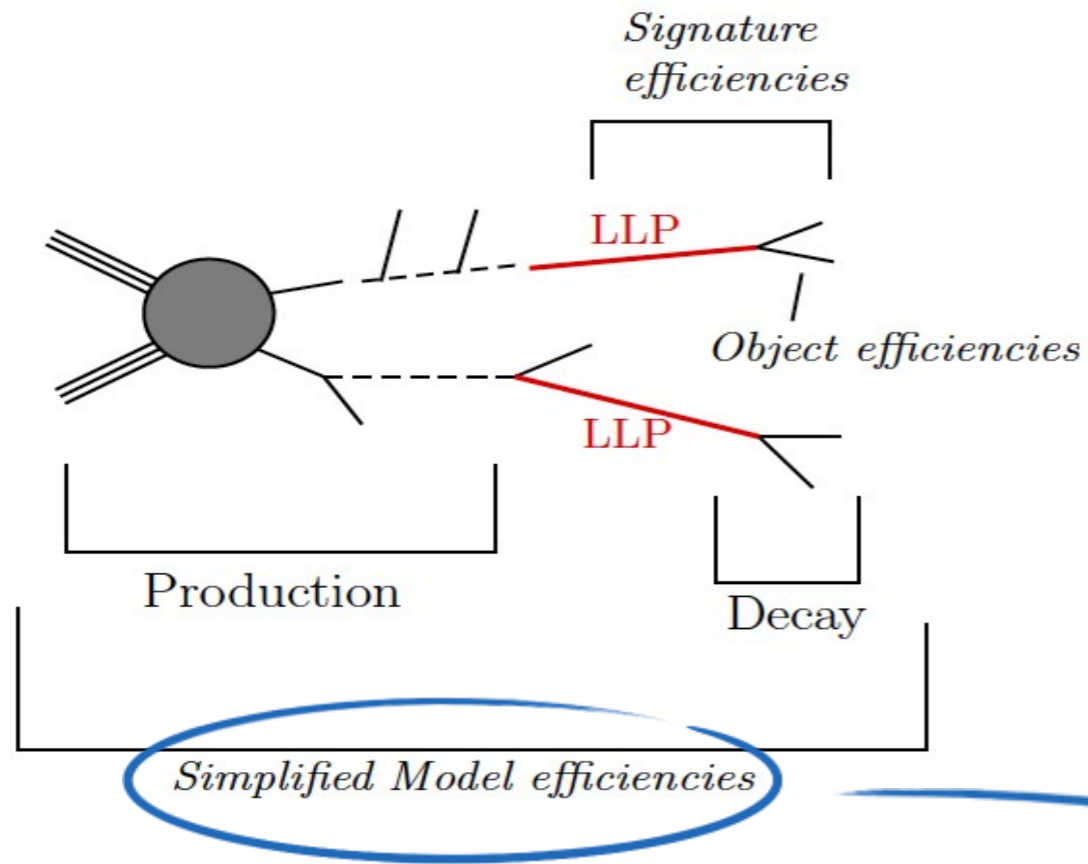 Signature
efficiencies
LLP
Object efficiencies
LLP
Production
Decay
Simplified Model efficiencies